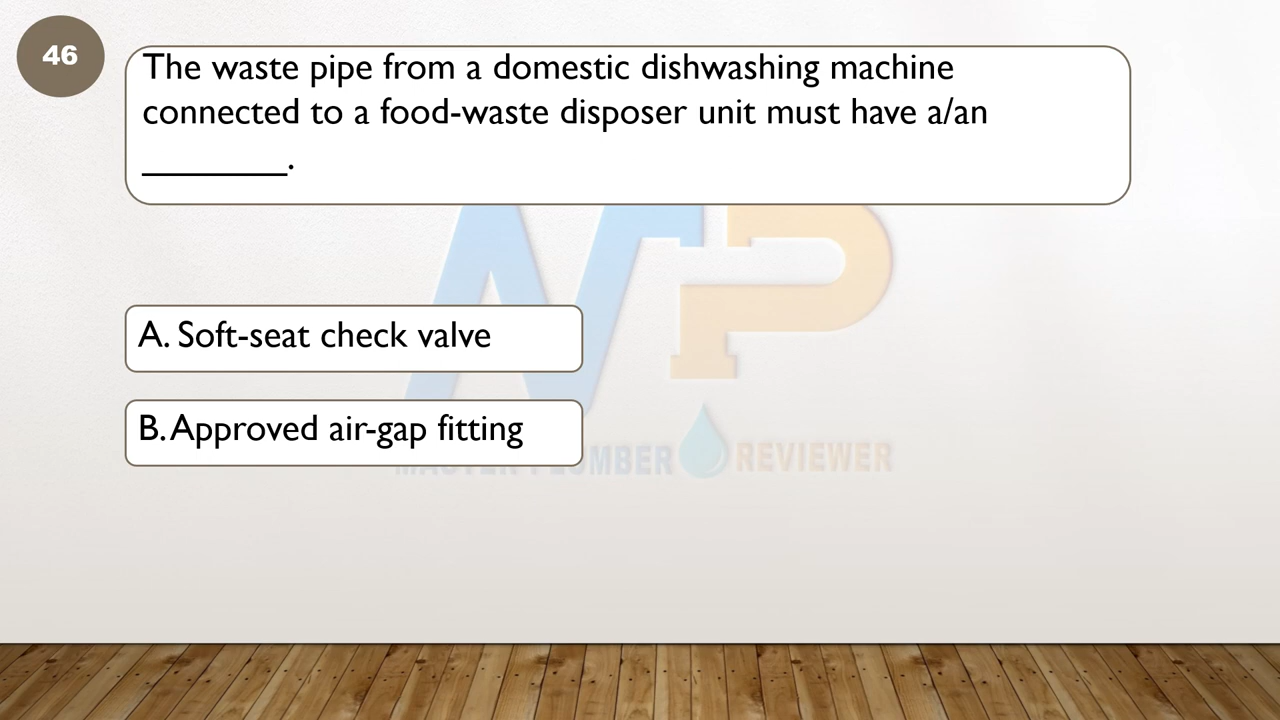 46
The waste pipe from a domestic dishwashing machine
connected to a food-waste disposer unit must have a/an
________.
A. Soft-seat check valve
B. Approved air-gap fitting
MP
MASTER PLUMBER REVIEWER